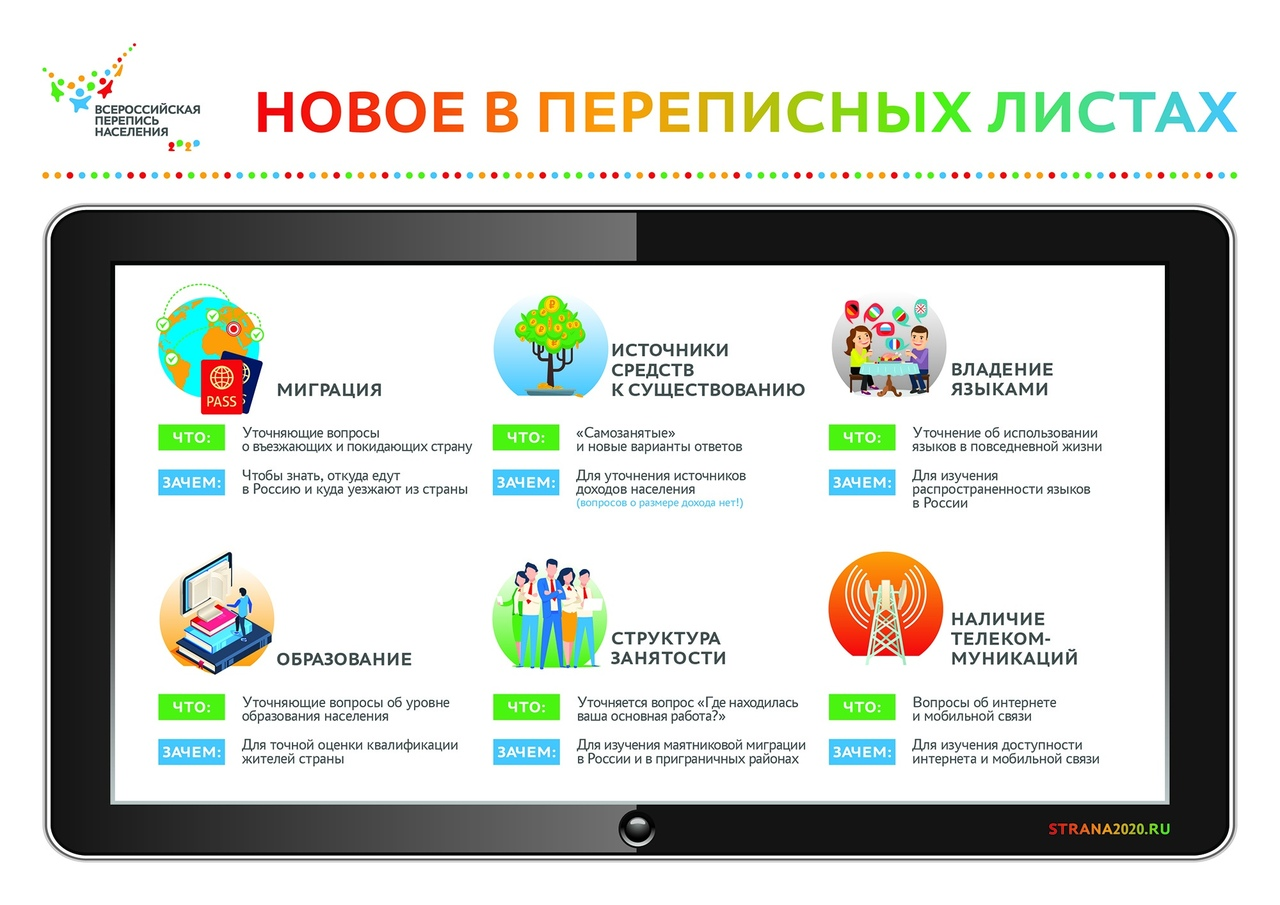 ВСЕРОССИЙСКАЯ
ПЕРЕПИСЬ
НАСЕЛЕНИЯ
2020
НОВОЕ В ПЕРЕПИСНЫХ ЛИСТАХ
PASS
МИГРАЦИЯ
ЧТО:
Уточняющие вопросы
о въезжающих и покидающих страну
ЗАЧЕМ:
Чтобы знать, откуда едут
в Россию и куда уезжают из страны
ИСТОЧНИКИ
СРЕДСТВ
К СУЩЕСТВОВАНИЮ
ЧТО:
«Самозанятые»
и новые варианты ответов
ЗАЧЕМ:
Для уточнения источников
доходов населения
(вопросов о размере дохода нет!)
ВЛАДЕНИЕ
ЯЗЫКАМИ
ЧТО:
Уточнение об использовании
языков в повседневной жизни
ЗАЧЕМ:
Для изучения
распространенности языков
в России
ОБРАЗОВАНИЕ
ЧТО:
Уточняющие вопросы об уровне
образования населения
ЗАЧЕМ:
Для точной оценки квалификации
жителей страны
СТРУКТУРА
ЗАНЯТОСТИ
ЧТО:
Уточняется вопрос «Где находилась
ваша основная работа?»
ЗАЧЕМ:
Для изучения маятниковой миграции
в России и в приграничных районах
НАЛИЧИЕ
ТЕЛЕКОМ-
МУНИКАЦИЙ
ЧТО:
Вопросы об интернете
и мобильной связи
ЗАЧЕМ:
Для изучения доступности
интернета и мобильной связи
STRANA2020.RU